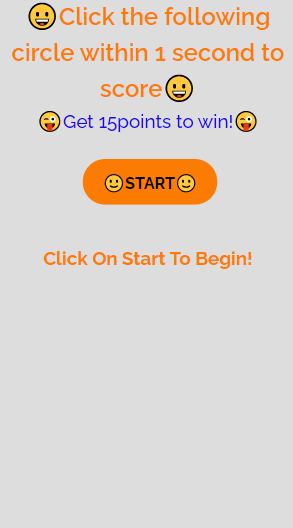 😀Click the following
circle within 1 second to
score😀
😜Get 15points to win!😜
🙂START🙂
Click On Start To Begin!